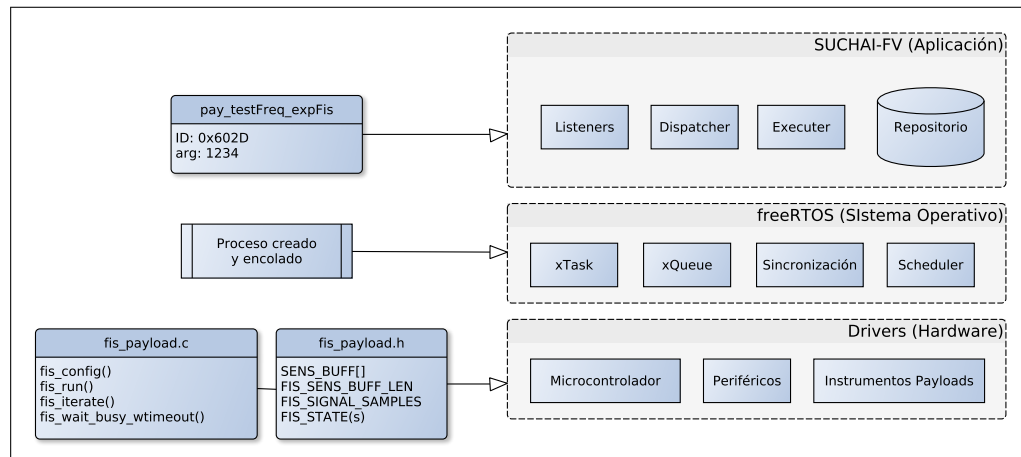 SUCHAI-FV (Aplicación)
pay_testFreq_expFis
ID: 0x602D
arg: 1234
Listeners
Dispatcher
Executer
Repositorio
freeRTOS (SIstema Operativo)
Proceso creado
y encolado
xTask
xQueue
Sincronización
Scheduler
Drivers (Hardware)
fis_payload.c
fis_config()
fis_run()
fis_iterate()
fis_wait_busy_wtimeout()
fis_payload.h
SENS_BUFF[]
FIS_SENS_BUFF_LEN
FIS_SIGNAL_SAMPLES
FIS_STATE(s)
Microcontrolador
Periféricos
Instrumentos Payloads